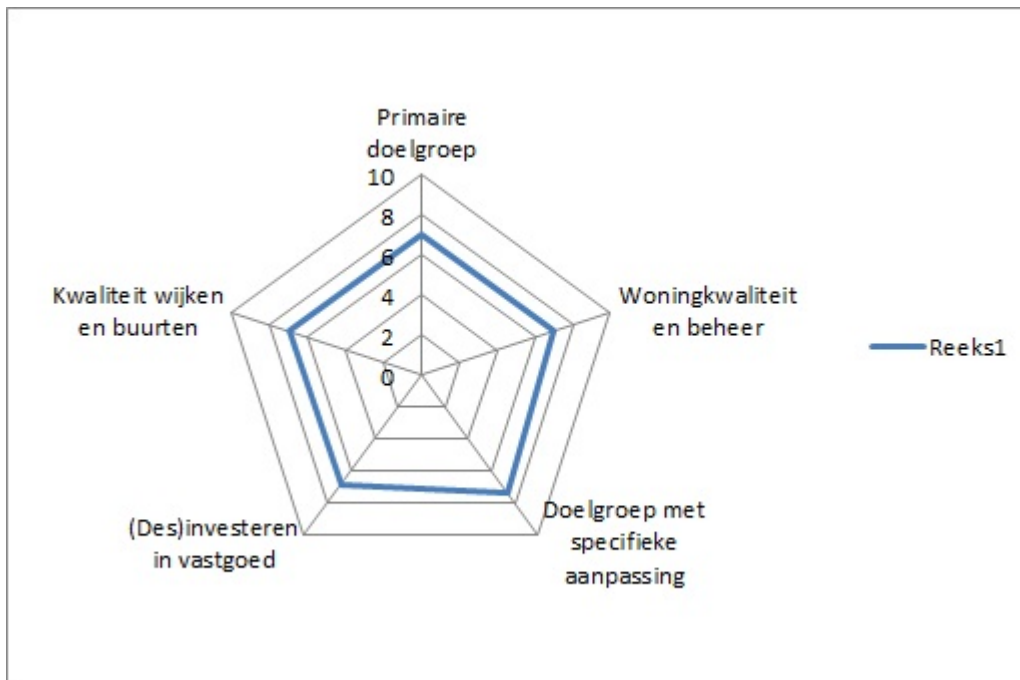 Primaire
doelgroep
10
8
6
4
2
0
Woningkwaliteit
en beheer
Doelgroep met
specifieke
aanpassing
(Des)investeren
in vastgoed
Kwaliteit wijken
en buurten
Reeks1